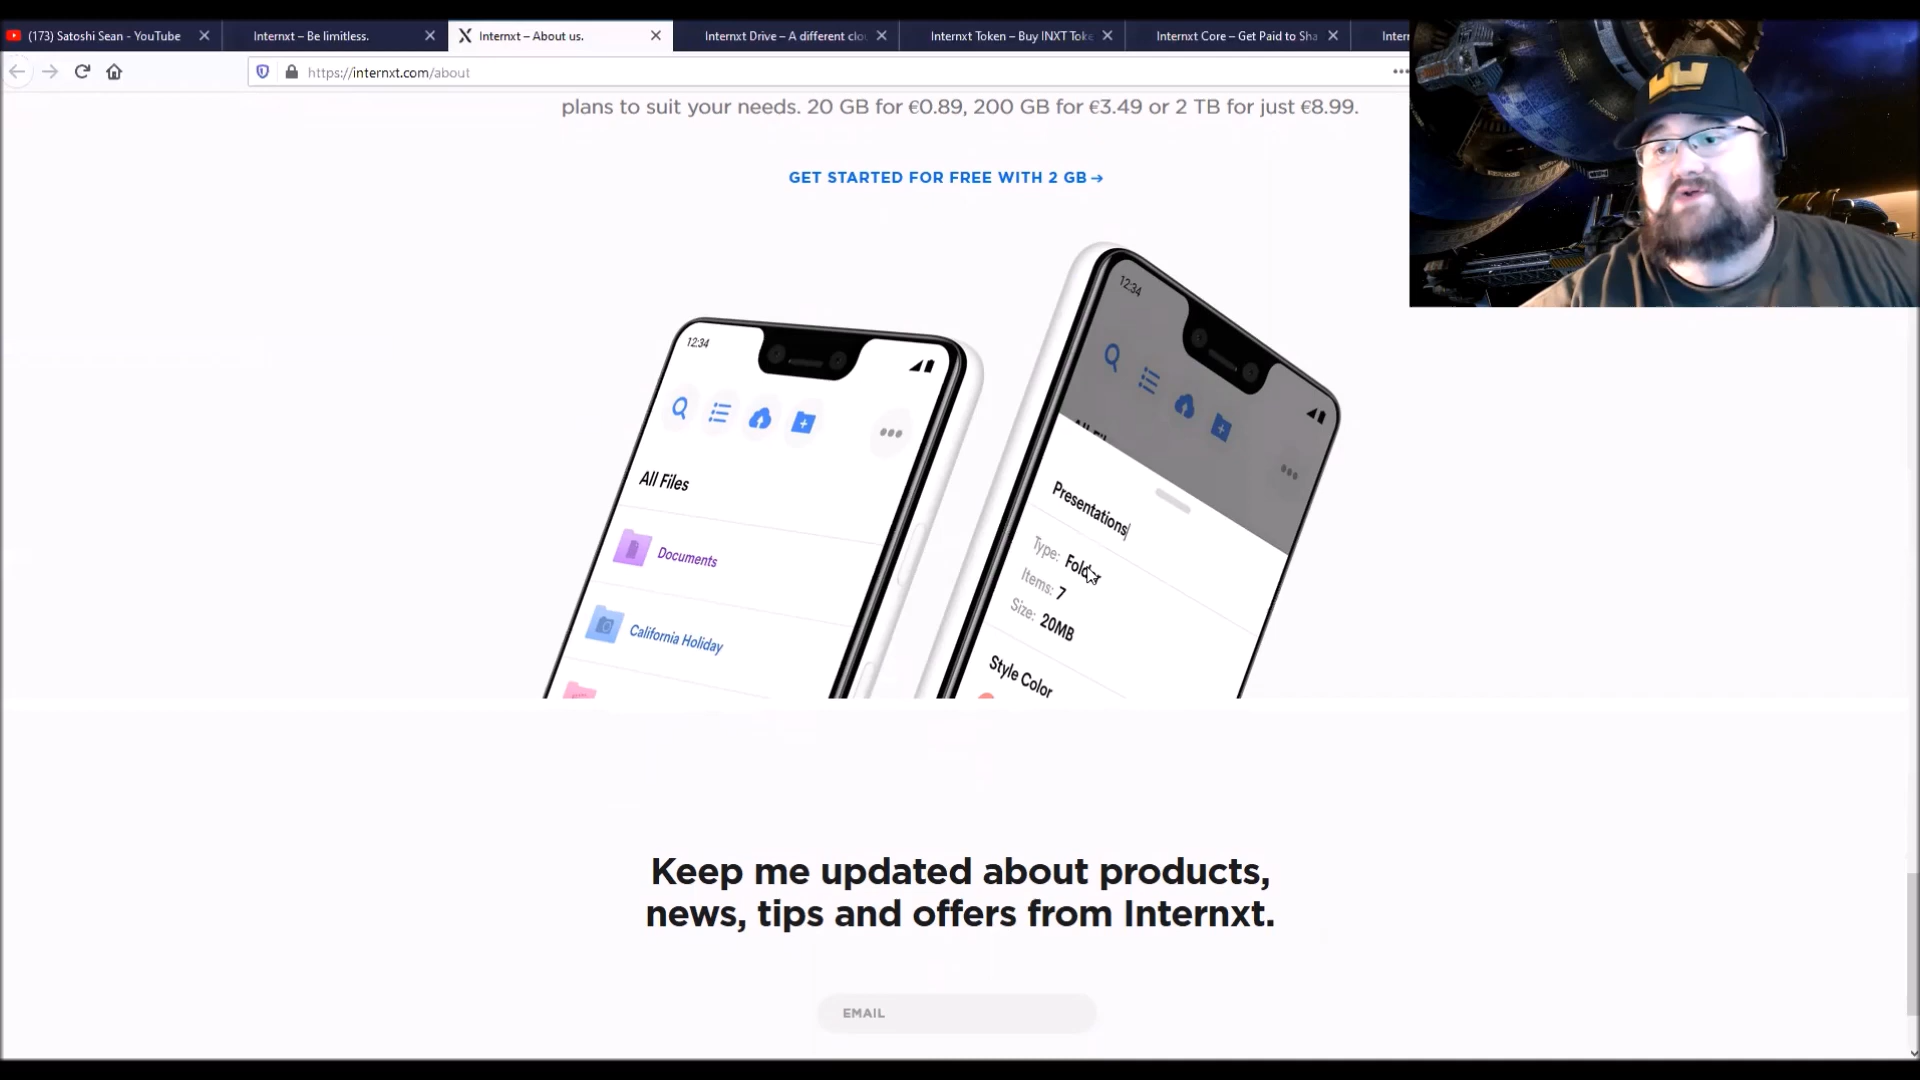 (173) Satoshi Sean - YouTube
Internxt – Be limitless.
Internxt – About us.
Internxt Drive – A different clo
Internxt Token – Buy INXT Toke
Internxt Core – Get Paid to Sha
Inter
https://internxt.com/about
plans to suit your needs. 20 GB for €0.89, 200 GB for €3.49 or 2 TB for just €8.99.
GET STARTED FOR FREE WITH 2 GB →
12:34
All Files
Documents
California Holiday
12:34
Presentations
Type: Folder
Items: 7
Size: 20MB
Style Color
Keep me updated about products,
news, tips and offers from Internxt.
EMAIL